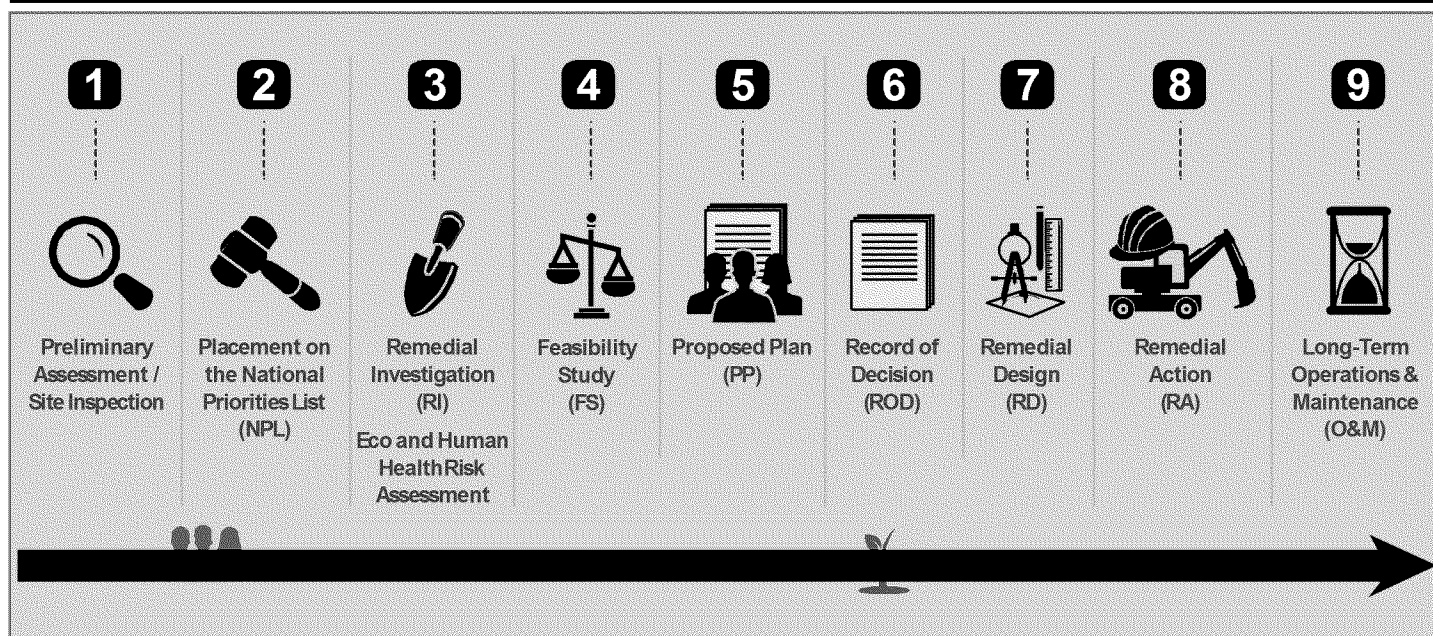 1
2
3
4
5
6
7
8
9
Preliminary
Assessment /
Site Inspection
Placement on
the National
Priorities List
(NPL)
Remedial
Investigation
(RI)
Eco and Human
Health Risk
Assessment
Feasibility
Study
(FS)
Proposed Plan
(PP)
Record of
Decision
(ROD)
Remedial
Design
(RD)
Remedial
Action
(RA)
Long-Term
Operations &
Maintenance
(O&M)